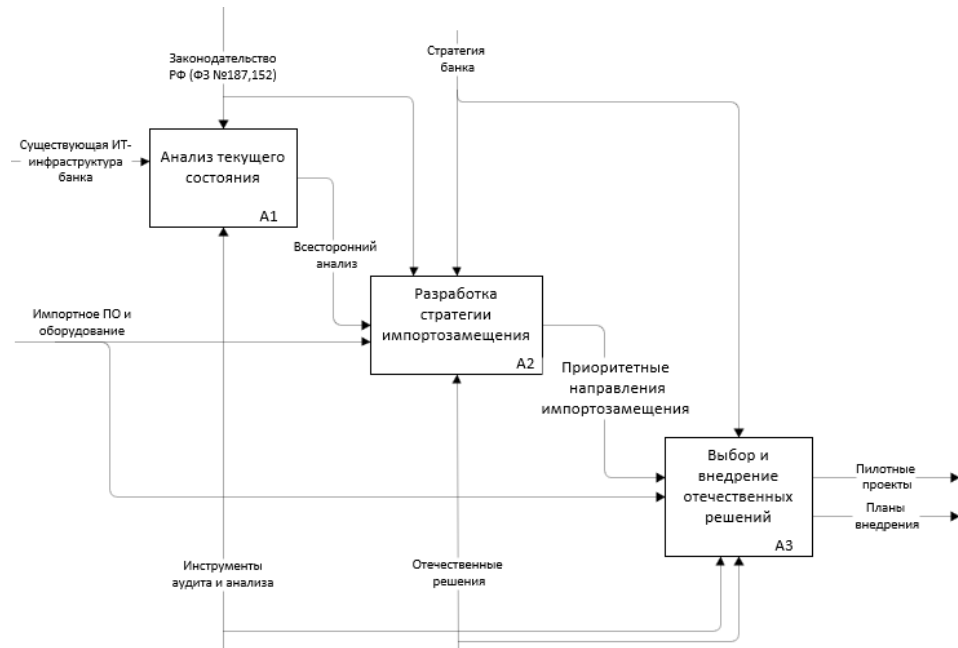 Законодательство
РФ (ФЗ №187,152)
Стратегия
банка
Существующая ИТ-
инфраструктура
банка
Анализ текущего
состояния
А1
Всесторонний
анализ
Импортное ПО и
оборудование
Разработка
стратегии
импортозамещения
А2
Приоритетные
направления
импортозамещения
Выбор и
внедрение
отечественных
решений
А3
Пилотные
проекты
Планы
внедрения
Инструменты
аудита и анализа
Отечественные
решения